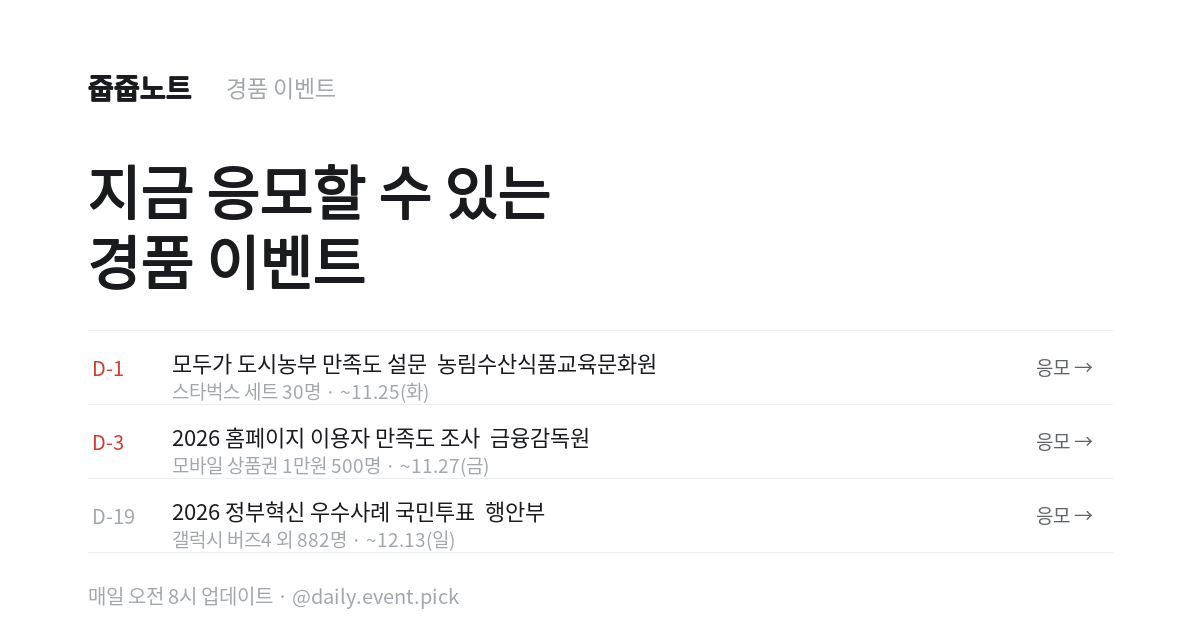 줍줍노트 경품 이벤트
지금 응모할 수 있는
경품 이벤트
D-1 모두가 도시농부 만족도 설문 농림수산식품교육문화원 응모 →
스타벅스 세트 30명 · ~11.25(화)
D-3 2026 홈페이지 이용자 만족도 조사 금융감독원 응모 →
모바일 상품권 1만원 500명 · ~11.27(금)
D-19 2026 정부혁신 우수사례 국민투표 행안부 응모 →
갤럭시 버즈4 외 882명 · ~12.13(일)
매일 오전 8시 업데이트 · @daily.event.pick